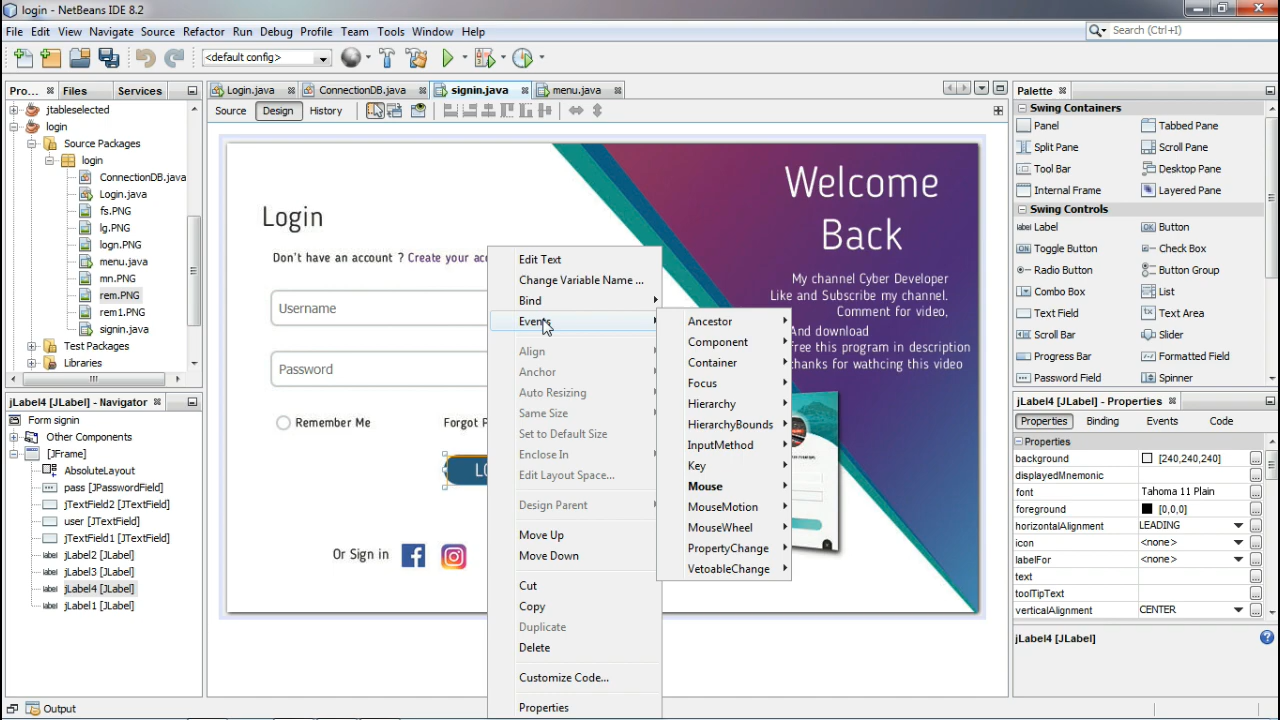 login - NetBeans IDE 8.2
File Edit View Navigate Source Refactor Run Debug Profile Team Tools Window Help
Search (Ctrl+I)
<default config>
Pro... Files Services
jtableselected
login
Source Packages
login
ConnectionDB.java
Login.java
fs.PNG
lg.PNG
logn.PNG
menu.java
mn.PNG
rem.PNG
rem1.PNG
signin.java
Test Packages
Libraries
jLabel4 [JLabel] - Navigator
Form signin
Other Components
[JFrame]
AbsoluteLayout
pass [JPasswordField]
jTextField2 [JTextField]
user [JTextField]
jTextField1 [JTextField]
jLabel2 [JLabel]
jLabel3 [JLabel]
jLabel4 [JLabel]
jLabel1 [JLabel]
Output
Login.java ConnectionDB.java signin.java menu.java
Source Design History
Login
Don't have an account ? Create your acc
Username
Password
Remember Me
Forgot P
LO
Or Sign in
Welcome
Back
My channel Cyber Developer
Like and Subscribe my channel.
Comment for video,
And download
free this program in description
thanks for wathcing this video
Edit Text
Change Variable Name ...
Bind
Events
Align
Anchor
Auto Resizing
Same Size
Set to Default Size
Enclose In
Edit Layout Space...
Design Parent
Move Up
Move Down
Cut
Copy
Duplicate
Delete
Customize Code...
Properties
Ancestor
Component
Container
Focus
Hierarchy
HierarchyBounds
InputMethod
Key
Mouse
MouseMotion
MouseWheel
PropertyChange
VetoableChange
Palette
Swing Containers
Panel Tabbed Pane
Split Pane Scroll Pane
Tool Bar Desktop Pane
Internal Frame Layered Pane
Swing Controls
label Label Button
Toggle Button Check Box
Radio Button Button Group
Combo Box List
Text Field Text Area
Scroll Bar Slider
Progress Bar Formatted Field
Password Field Spinner
jLabel4 [JLabel] - Properties
Properties Binding Events Code
Properties
background [240,240,240]
displayedMnemonic
font Tahoma 11 Plain
foreground [0,0,0]
horizontalAlignment LEADING
icon <none>
labelFor <none>
text
toolTipText
verticalAlignment CENTER
jLabel4 [JLabel]